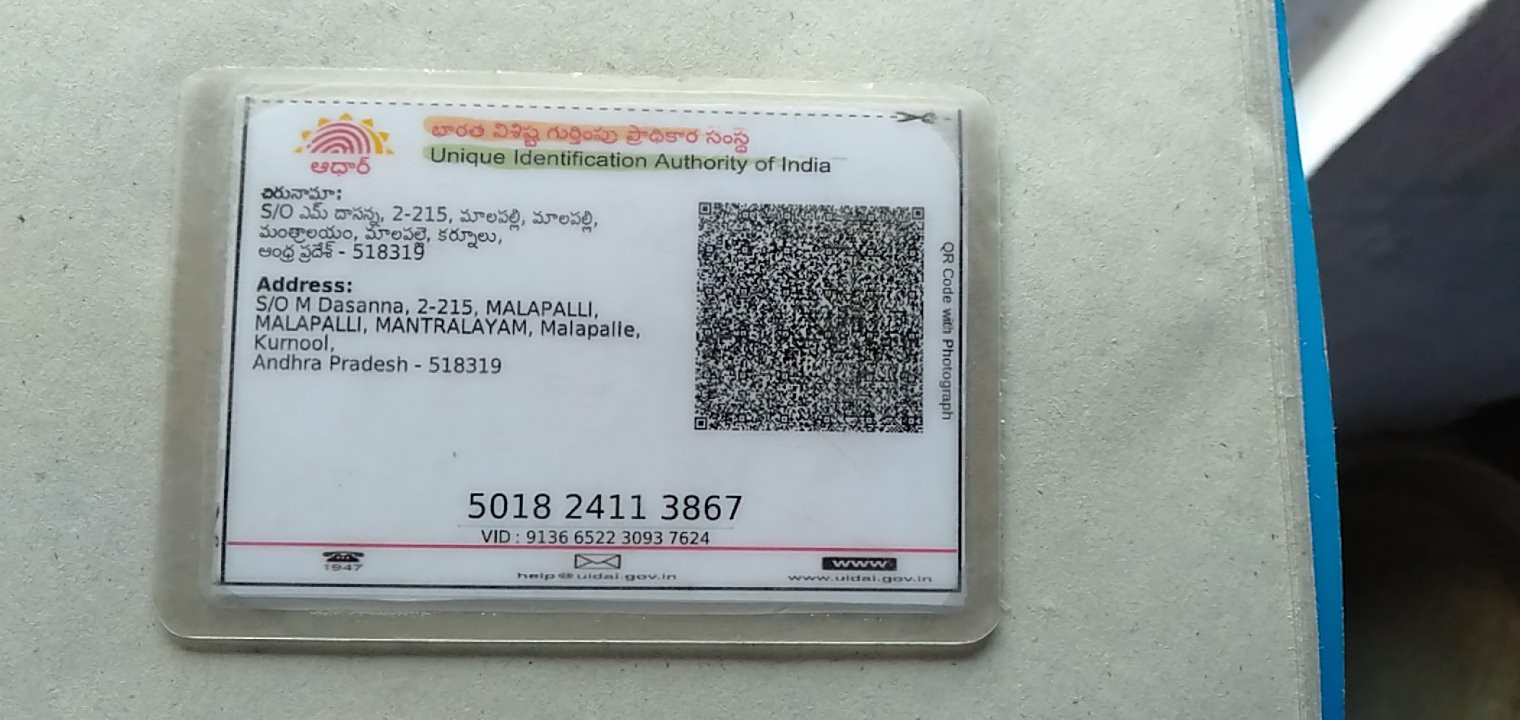 ఆధార్
భారత విశిష్ట గుర్తింపు ప్రాధికార సంస్థ
Unique Identification Authority of India
చిరునామా:
S/O ఎమ్ దాసన్న, 2-215, మాలపల్లి, మాలపల్లి,
మంత్రాలయం, మాలపల్లె, కర్నూలు,
ఆంధ్ర ప్రదేశ్ - 518319
Address:
S/O M Dasanna, 2-215, MALAPALLI,
MALAPALLI, MANTRALAYAM, Malapalle,
Kurnool,
Andhra Pradesh - 518319
QR Code with Photograph
5018 2411 3867
VID : 9136 6522 3093 7624
1947
help@uidai.gov.in
www
www.uidai.gov.in